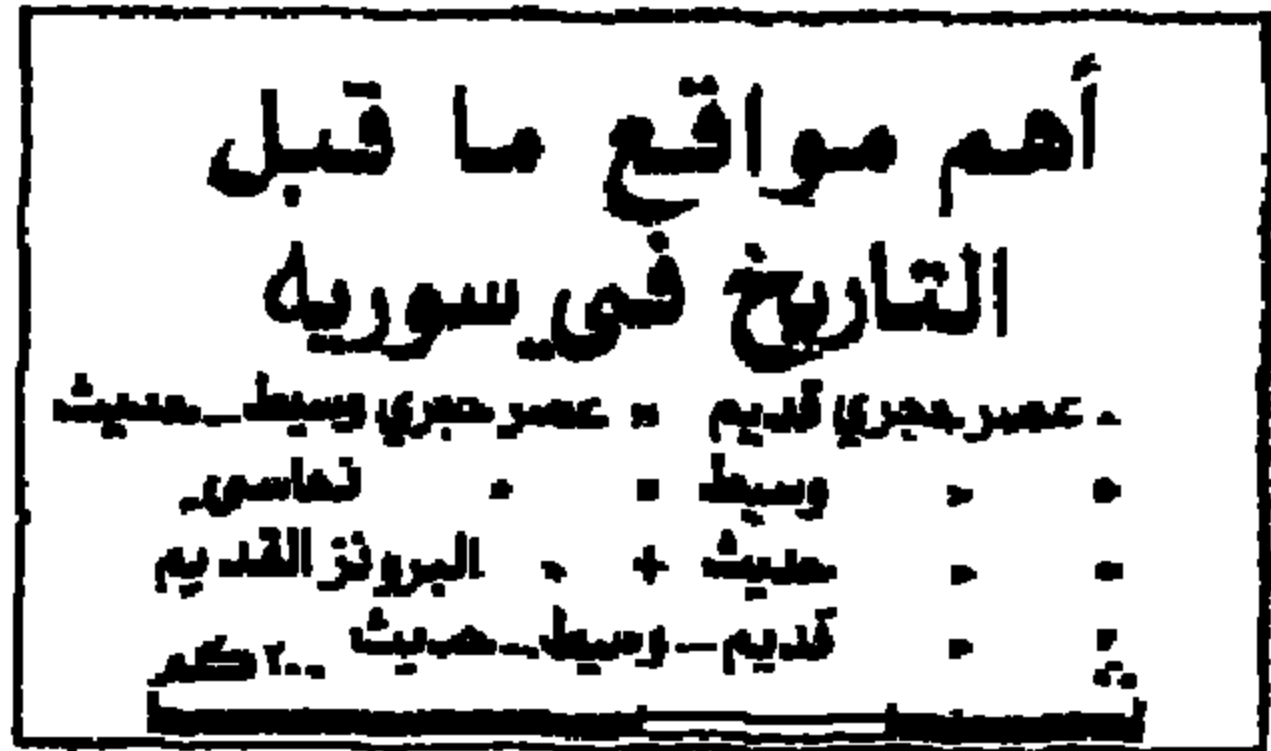 أهم مواقع ما قبل
التاريخ في سوريه
عصر حجري قديم " عصر حجري وسيط - حديث
" وسيط " نحاسي
" حديث + " البرونز القديم
" قديم - وسيط - حديث ٢٠٠ كم